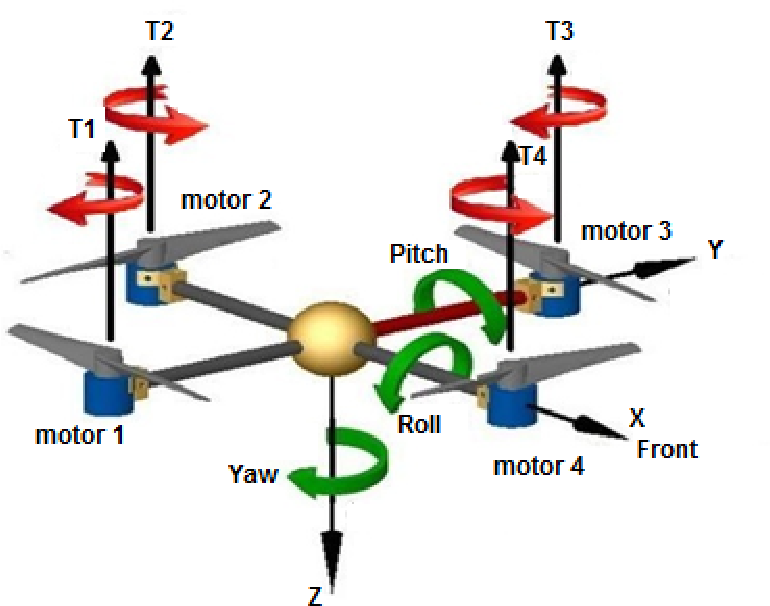 T2
T3
T1
T4
motor 2
motor 3
Pitch
Y
Roll
X
Front
motor 1
motor 4
Yaw
Z